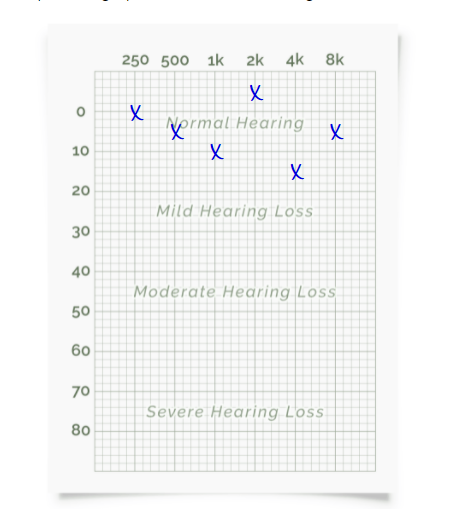 250 500 1k 2k 4k 8k
0
Normal Hearing
10
20
Mild Hearing Loss
30
40
Moderate Hearing Loss
50
60
70
Severe Hearing Loss
80